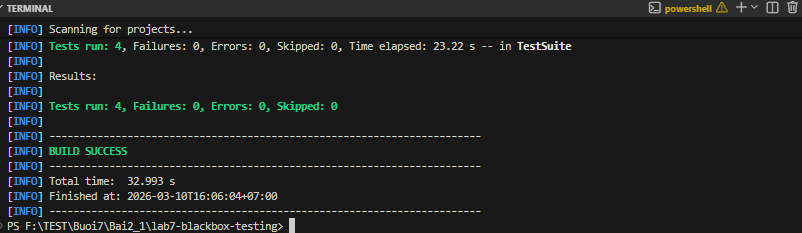 TERMINAL
powershell
[INFO] Scanning for projects...
[INFO] Tests run: 4, Failures: 0, Errors: 0, Skipped: 0, Time elapsed: 23.22 s -- in TestSuite
[INFO]
[INFO] Results:
[INFO]
[INFO] Tests run: 4, Failures: 0, Errors: 0, Skipped: 0
[INFO]
[INFO] ------------------------------------------------------------------------
[INFO] BUILD SUCCESS
[INFO] ------------------------------------------------------------------------
[INFO] Total time:  32.993 s
[INFO] Finished at: 2026-03-10T16:06:04+07:00
[INFO] ------------------------------------------------------------------------
PS F:\TEST\Buoi7\Bai2_1\lab7-blackbox-testing>